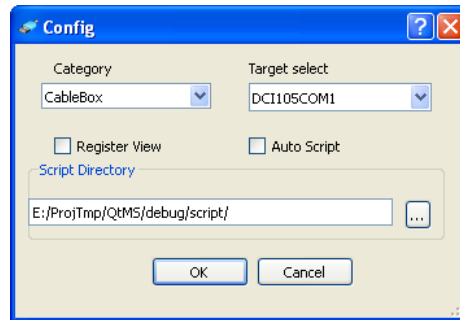 Config
Category Target select
CableBox DCI105COM1
Register View Auto Script
Script Directory
E:/ProjTmp/QtMS/debug/script/ ...
OK Cancel